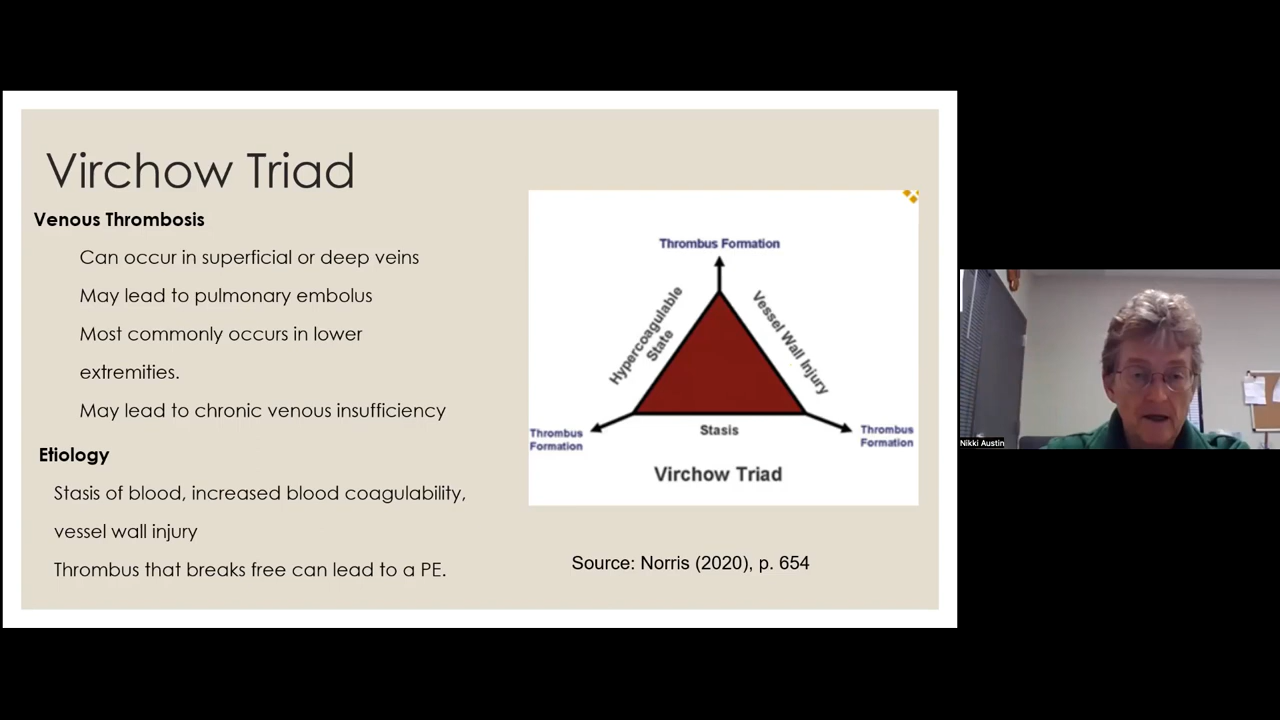 Virchow Triad
Venous Thrombosis
Can occur in superficial or deep veins
May lead to pulmonary embolus
Most commonly occurs in lower
extremities.
May lead to chronic venous insufficiency
Etiology
Stasis of blood, increased blood coagulability,
vessel wall injury
Thrombus that breaks free can lead to a PE.
Thrombus Formation
Hypercoagulable
State
Vessel Wall Injury
Thrombus
Formation
Stasis
Thrombus
Formation
Virchow Triad
Source: Norris (2020), p. 654
Nikki Austin